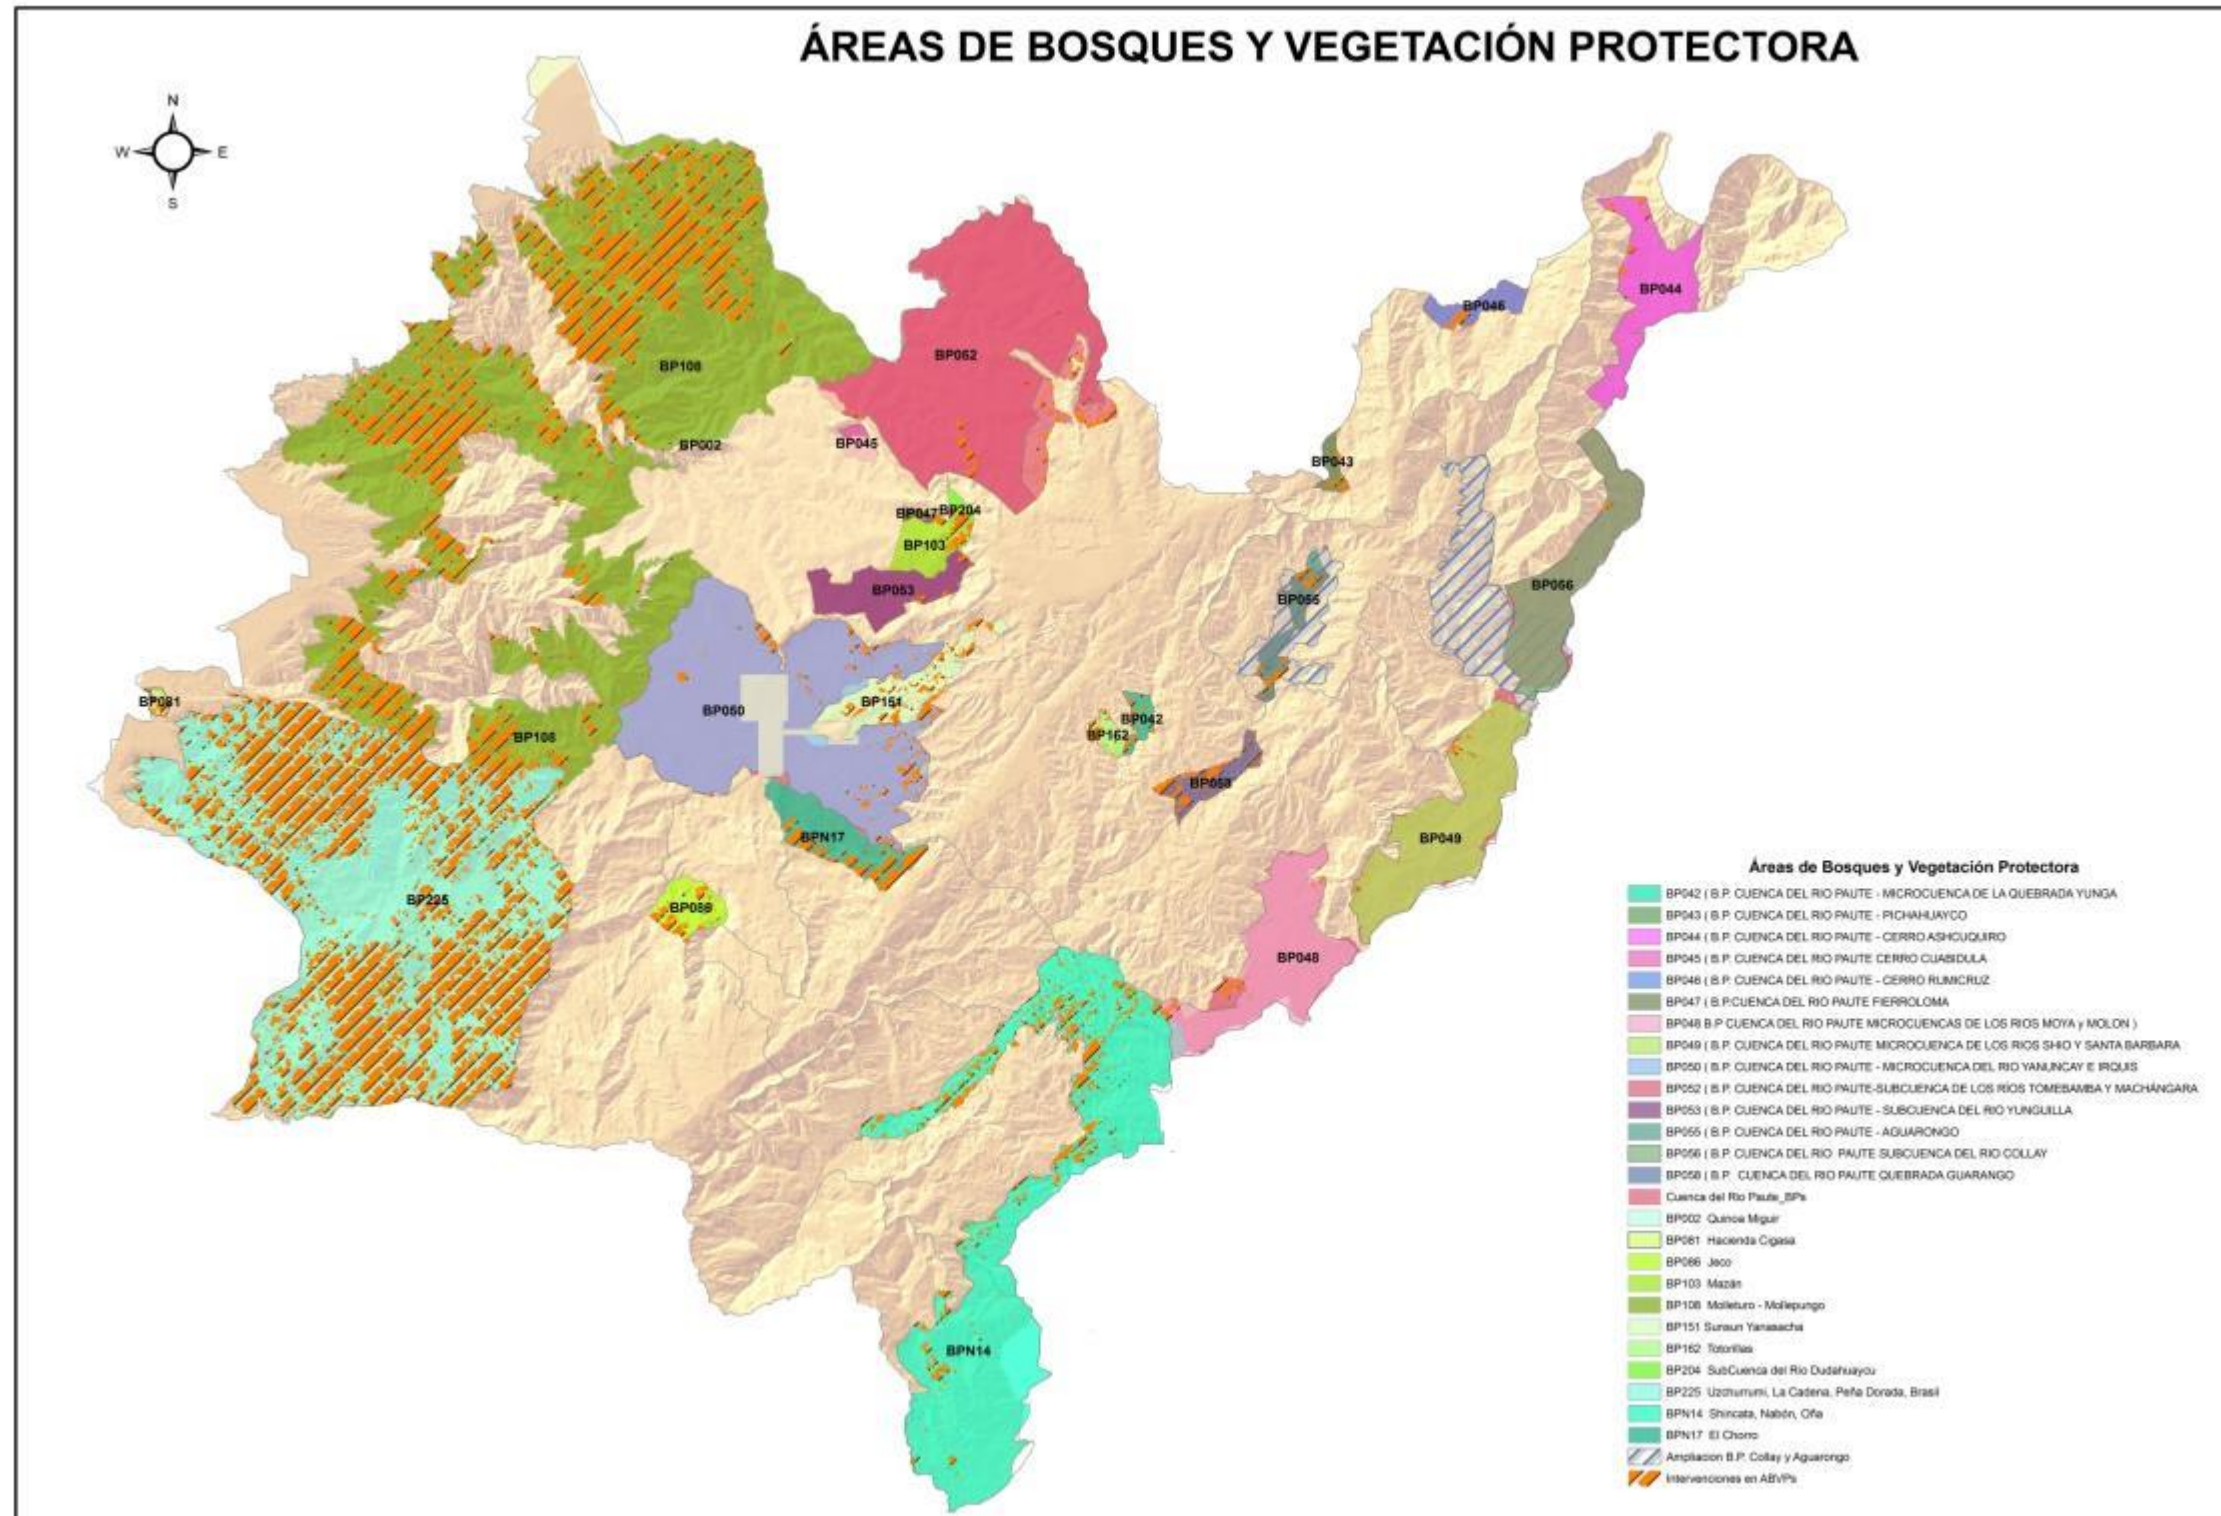 ÁREAS DE BOSQUES Y VEGETACIÓN PROTECTORA
N
W E
S
BP044
BP046
BP062
BP108
BP002
BP045
BP043
BP047 BP204
BP103
BP056
BP053
BP055
BP081
BP151
BP050
BP042
BP162
BP108
BP058
BPN17
BP049
BP225
BP086
BP048
BPN14
Áreas de Bosques y Vegetación Protectora
BP042 ( B.P. CUENCA DEL RIO PAUTE - MICROCUENCA DE LA QUEBRADA YUNGA
BP043 ( B.P. CUENCA DEL RIO PAUTE - PICHAHUAYCO
BP044 ( B.P. CUENCA DEL RIO PAUTE - CERRO ASHCUQUIRO
BP045 ( B.P. CUENCA DEL RIO PAUTE CERRO CUABIDULA
BP046 ( B.P. CUENCA DEL RIO PAUTE - CERRO RUMICRUZ
BP047 ( B.P.CUENCA DEL RIO PAUTE FIERROLOMA
BP048 B.P CUENCA DEL RIO PAUTE MICROCUENCAS DE LOS RIOS MOYA y MOLON )
BP049 ( B.P. CUENCA DEL RIO PAUTE MICROCUENCA DE LOS RIOS SHIO Y SANTA BARBARA
BP050 ( B.P. CUENCA DEL RIO PAUTE - MICROCUENCA DEL RIO YANUNCAY E IRQUIS
BP052 ( B.P. CUENCA DEL RIO PAUTE-SUBCUENCA DE LOS RÍOS TOMEBAMBA Y MACHÁNGARA
BP053 ( B.P. CUENCA DEL RIO PAUTE - SUBCUENCA DEL RIO YUNGUILLA
BP055 ( B.P. CUENCA DEL RIO PAUTE - AGUARONGO
BP056 ( B.P. CUENCA DEL RIO PAUTE SUBCUENCA DEL RIO COLLAY
BP058 ( B.P. CUENCA DEL RIO PAUTE QUEBRADA GUARANGO
Cuenca del Rio Paute_BPs
BP002 Quinoa Miguir
BP081 Hacienda Cigasa
BP086 Jeco
BP103 Mazán
BP108 Molleturo - Mollepungo
BP151 Sunsun Yanasacha
BP162 Totorillas
BP204 SubCuenca del Rio Dudahuaycu
BP225 Uzchurrumi, La Cadena, Peña Dorada, Brasil
BPN14 Shincata, Nabón, Oña
BPN17 El Chorro
Ampliacion B.P. Collay y Aguarongo
Intervenciones en ABVPs